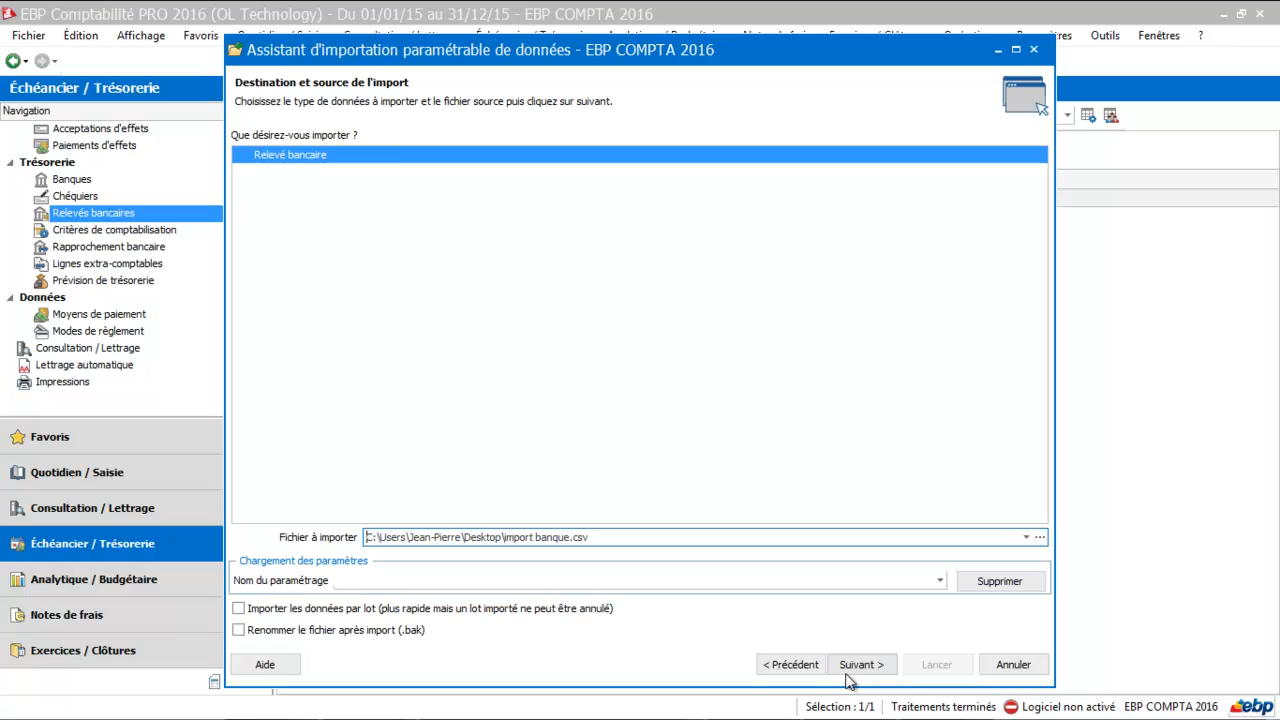 EBP Comptabilité PRO 2016 (OL Technology) - Du 01/01/15 au 31/12/15 - EBP COMPTA 2016
Fichier Édition Affichage Favoris Outils Fenêtres ?
Assistant d'importation paramétrable de données - EBP COMPTA 2016
Échéancier / Trésorerie
Navigation
Acceptations d'effets
Paiements d'effets
Trésorerie
Banques
Chéquiers
Relevés bancaires
Critères de comptabilisation
Rapprochement bancaire
Lignes extra-comptables
Prévision de trésorerie
Données
Moyens de paiement
Modes de règlement
Consultation / Lettrage
Lettrage automatique
Impressions
Favoris
Quotidien / Saisie
Consultation / Lettrage
Échéancier / Trésorerie
Analytique / Budgétaire
Notes de frais
Exercices / Clôtures
Destination et source de l'import
Choisissez le type de données à importer et le fichier source puis cliquez sur suivant.
Que désirez-vous importer ?
Relevé bancaire
Fichier à importer C:\Users\Jean-Pierre\Desktop\import banque.csv
Chargement des paramètres
Nom du paramétrage Supprimer
Importer les données par lot (plus rapide mais un lot importé ne peut être annulé)
Renommer le fichier après import (.bak)
Aide < Précédent Suivant > Lancer Annuler
Sélection : 1/1 Traitements terminés Logiciel non activé EBP COMPTA 2016 ebp